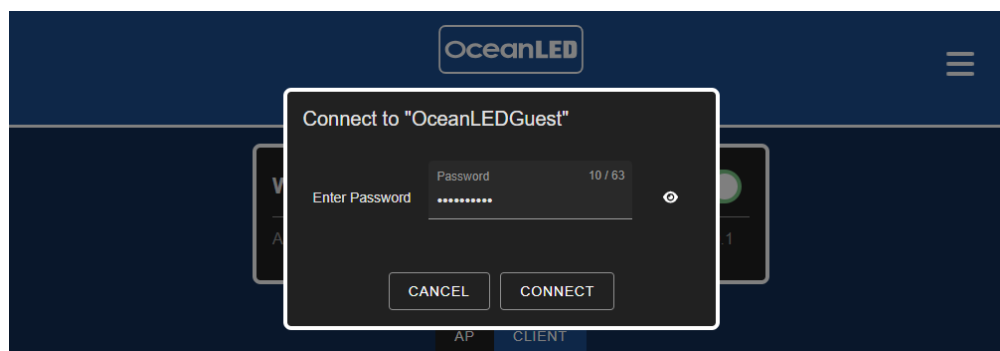 OceanLED
Connect to "OceanLEDGuest"
Password 10 / 63
Enter Password ••••••••••
CANCEL CONNECT
AP CLIENT